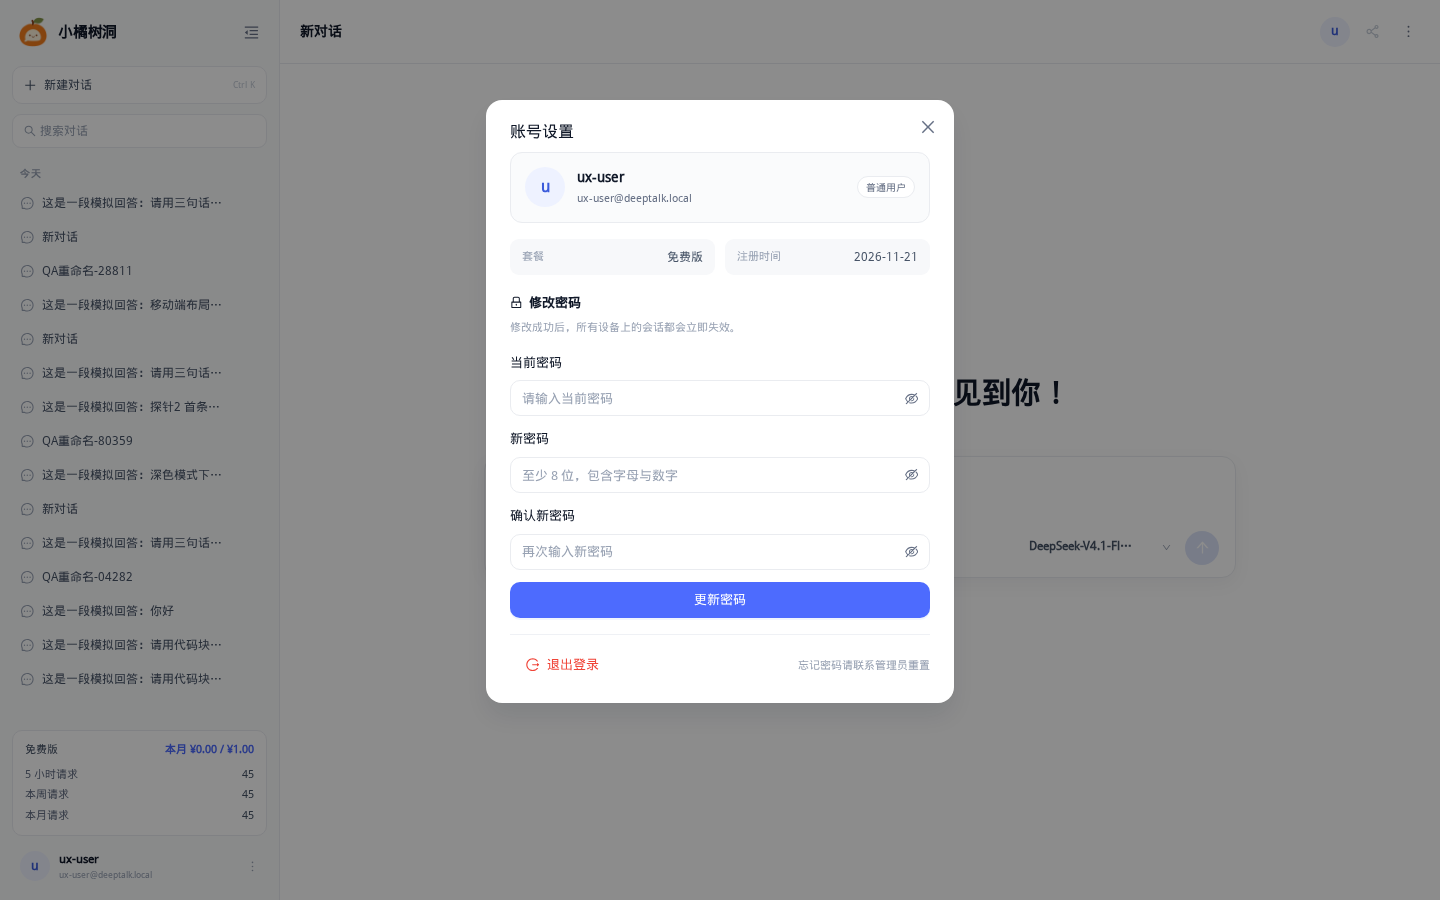 小橘树洞
新建对话
Ctrl K
搜索对话
今天
这是一段模拟回答：请用三句话…
新对话
QA重命名-28811
这是一段模拟回答：移动端布局…
新对话
这是一段模拟回答：请用三句话…
这是一段模拟回答：探针2 首条…
QA重命名-80359
这是一段模拟回答：深色模式下…
新对话
这是一段模拟回答：请用三句话…
QA重命名-04282
这是一段模拟回答：你好
这是一段模拟回答：请用代码块…
这是一段模拟回答：请用代码块…
免费版 本月 ¥0.00 / ¥1.00
5 小时请求 45
本周请求 45
本月请求 45
u
ux-user
ux-user@deeptalk.local
新对话
u
见到你！
DeepSeek-V4.1-Fl…
账号设置
u
ux-user
ux-user@deeptalk.local
普通用户
套餐 免费版
注册时间 2026-11-21
修改密码
修改成功后，所有设备上的会话都会立即失效。
当前密码
请输入当前密码
新密码
至少 8 位，包含字母与数字
确认新密码
再次输入新密码
更新密码
退出登录
忘记密码请联系管理员重置